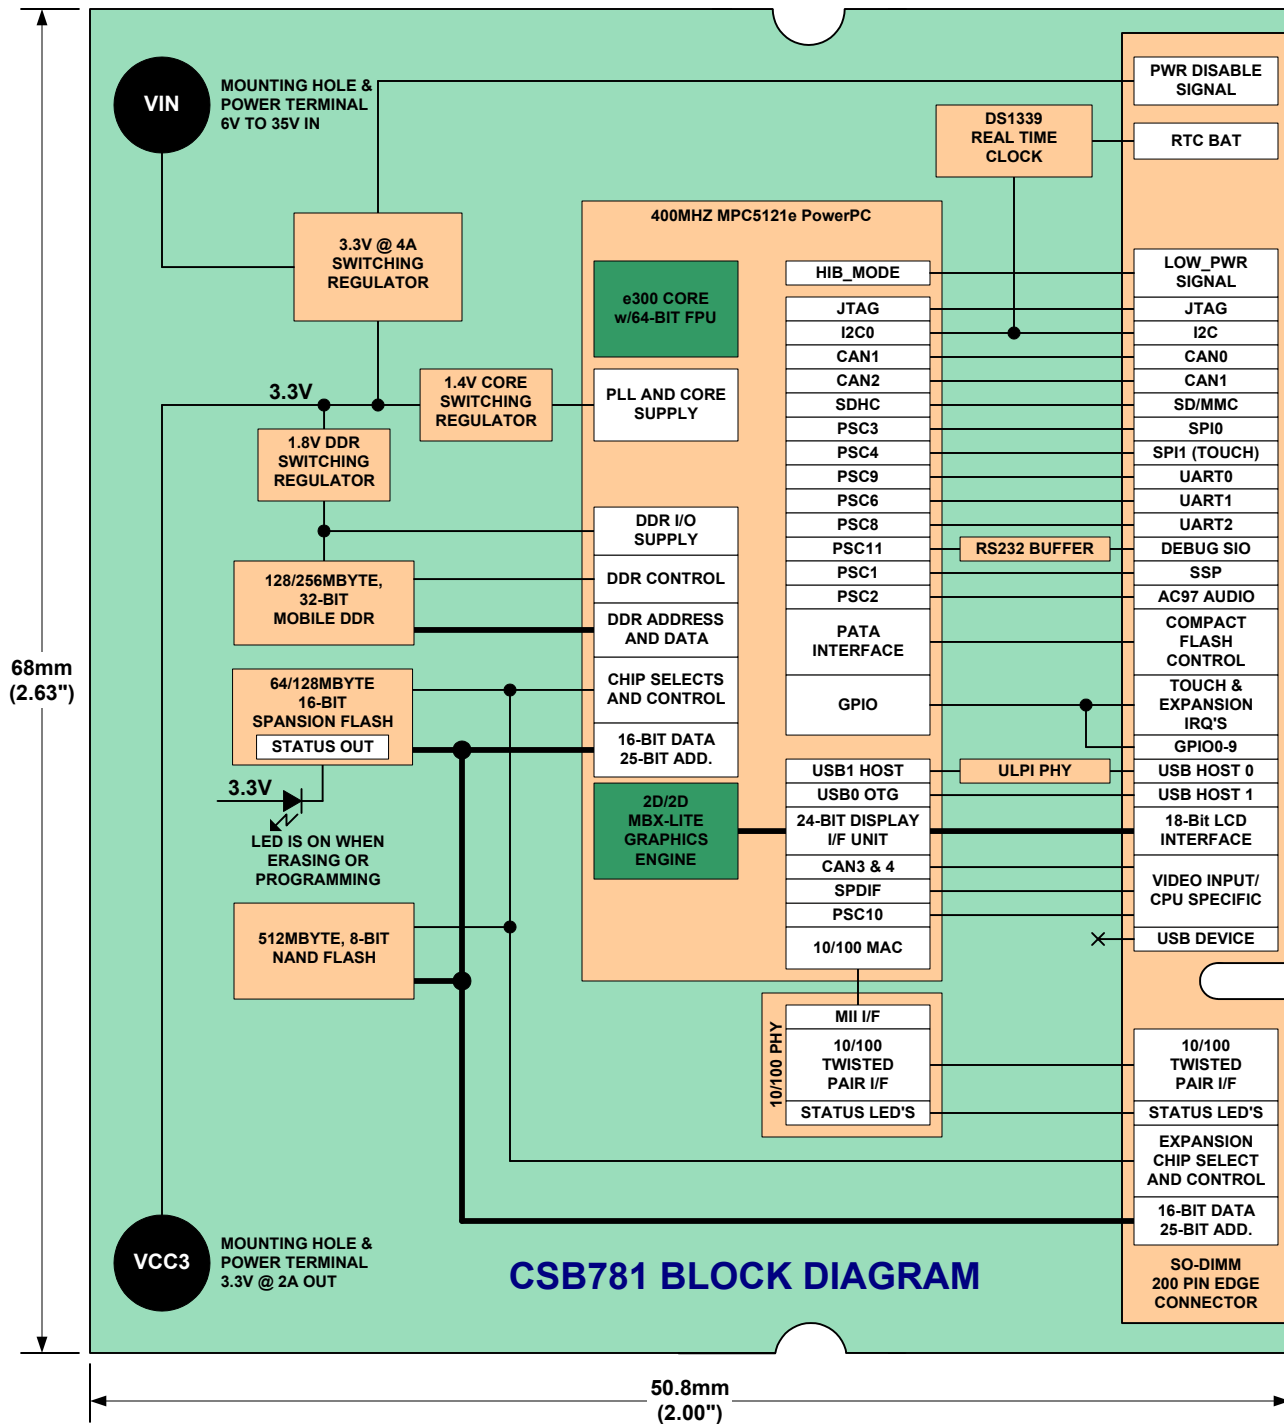 VIN
MOUNTING HOLE &
POWER TERMINAL
6V TO 35V IN
3.3V @ 4A
SWITCHING
REGULATOR
3.3V
1.4V CORE
SWITCHING
REGULATOR
1.8V DDR
SWITCHING
REGULATOR
128/256MBYTE,
32-BIT
MOBILE DDR
64/128MBYTE
16-BIT
SPANSION FLASH
STATUS OUT
3.3V
LED IS ON WHEN
ERASING OR
PROGRAMMING
512MBYTE, 8-BIT
NAND FLASH
VCC3
MOUNTING HOLE &
POWER TERMINAL
3.3V @ 2A OUT
68mm
(2.63")
400MHZ MPC5121e PowerPC
e300 CORE
w/64-BIT FPU
PLL AND CORE
SUPPLY
DDR I/O
SUPPLY
DDR CONTROL
DDR ADDRESS
AND DATA
CHIP SELECTS
AND CONTROL
16-BIT DATA
25-BIT ADD.
2D/2D
MBX-LITE
GRAPHICS
ENGINE
HIB_MODE
JTAG
I2C0
CAN1
CAN2
SDHC
PSC3
PSC4
PSC9
PSC6
PSC8
PSC11
PSC1
PSC2
PATA
INTERFACE
GPIO
USB1 HOST
USB0 OTG
24-BIT DISPLAY
I/F UNIT
CAN3 & 4
SPDIF
PSC10
10/100 MAC
10/100 PHY
MII I/F
10/100
TWISTED
PAIR I/F
STATUS LED'S
DS1339
REAL TIME
CLOCK
RS232 BUFFER
ULPI PHY
PWR DISABLE
SIGNAL
RTC BAT
LOW_PWR
SIGNAL
JTAG
I2C
CAN0
CAN1
SD/MMC
SPI0
SPI1 (TOUCH)
UART0
UART1
UART2
DEBUG SIO
SSP
AC97 AUDIO
COMPACT
FLASH
CONTROL
TOUCH &
EXPANSION
IRQ'S
GPIO0-9
USB HOST 0
USB HOST 1
18-Bit LCD
INTERFACE
VIDEO INPUT/
CPU SPECIFIC
USB DEVICE
10/100
TWISTED
PAIR I/F
STATUS LED'S
EXPANSION
CHIP SELECT
AND CONTROL
16-BIT DATA
25-BIT ADD.
SO-DIMM
200 PIN EDGE
CONNECTOR
CSB781 BLOCK DIAGRAM
50.8mm
(2.00")